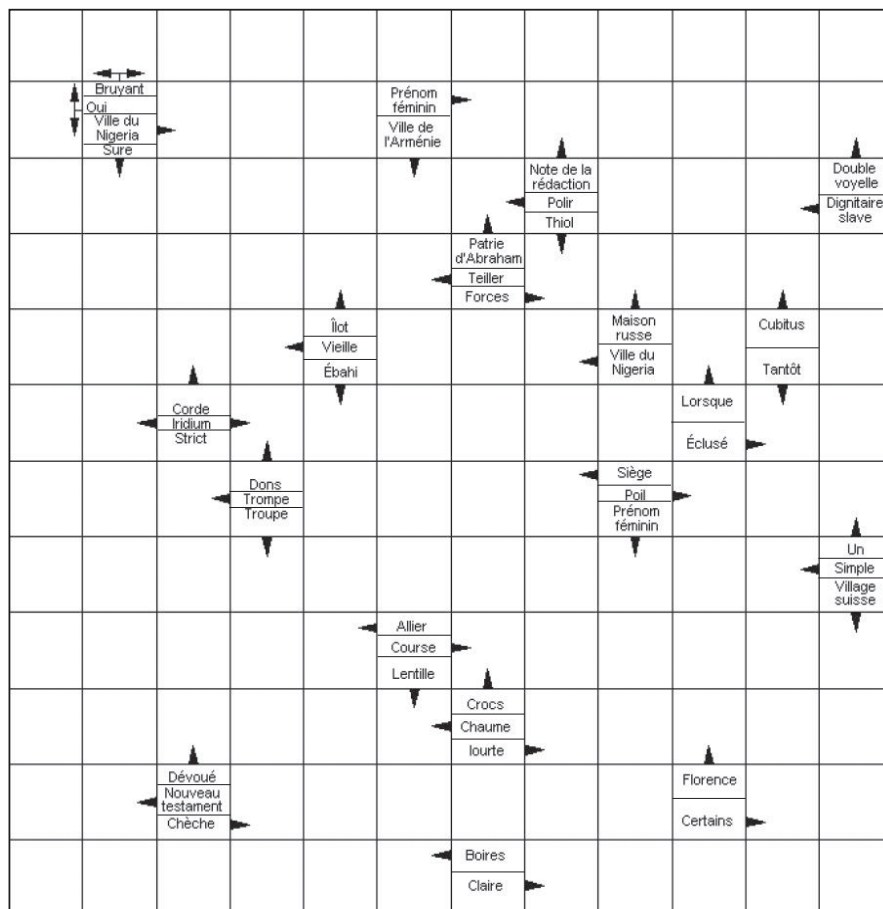 Bruyant
Oui
Ville du
Nigeria
Sure
Prénom
féminin
Ville de
l'Arménie
Note de la
rédaction
Polir
Thiol
Double
voyelle
Dignitaire
slave
Patrie
d'Abraham
Teiller
Forces
Îlot
Vieille
Ébahi
Maison
russe
Ville du
Nigeria
Cubitus
Tantôt
Corde
Iridium
Strict
Lorsque
Éclusé
Dons
Trompe
Troupe
Siège
Poil
Prénom
féminin
Un
Simple
Village
suisse
Allier
Course
Lentille
Crocs
Chaume
Iourte
Dévoué
Nouveau
testament
Chèche
Florence
Certains
Boires
Claire